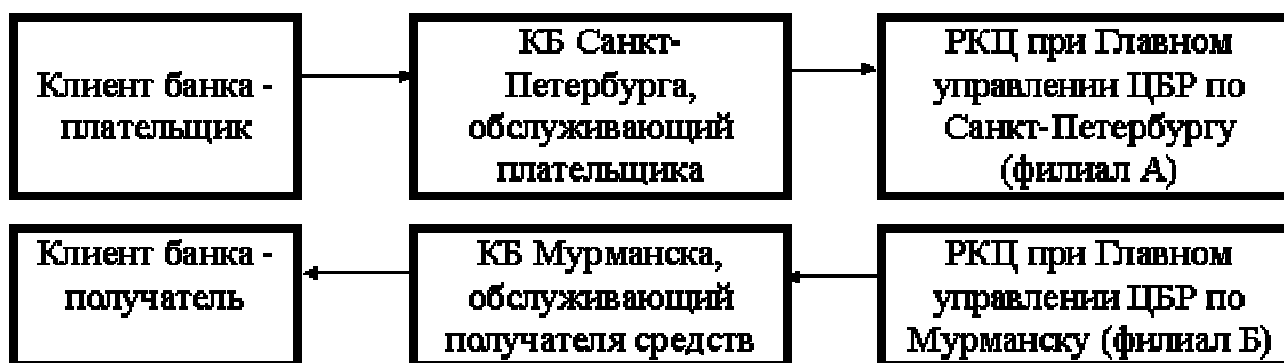 Клиент банка -
плательщик
КБ Санкт-
Петербурга,
обслуживающий
плательщика
РКЦ при Главном
управлении ЦБР по
Санкт-Петербургу
(филиал А)
Клиент банка -
получатель
КБ Мурманска,
обслуживающий
получателя средств
РКЦ при Главном
управлении ЦБР по
Мурманску (филиал Б)